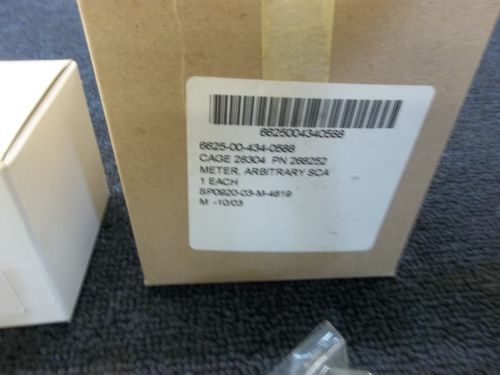 6625004340588
6625-00-434-0588
CAGE 28304 PN 268252
METER, ARBITRARY SCA
1 EACH
SP0920-03-M-4819
M -10/03